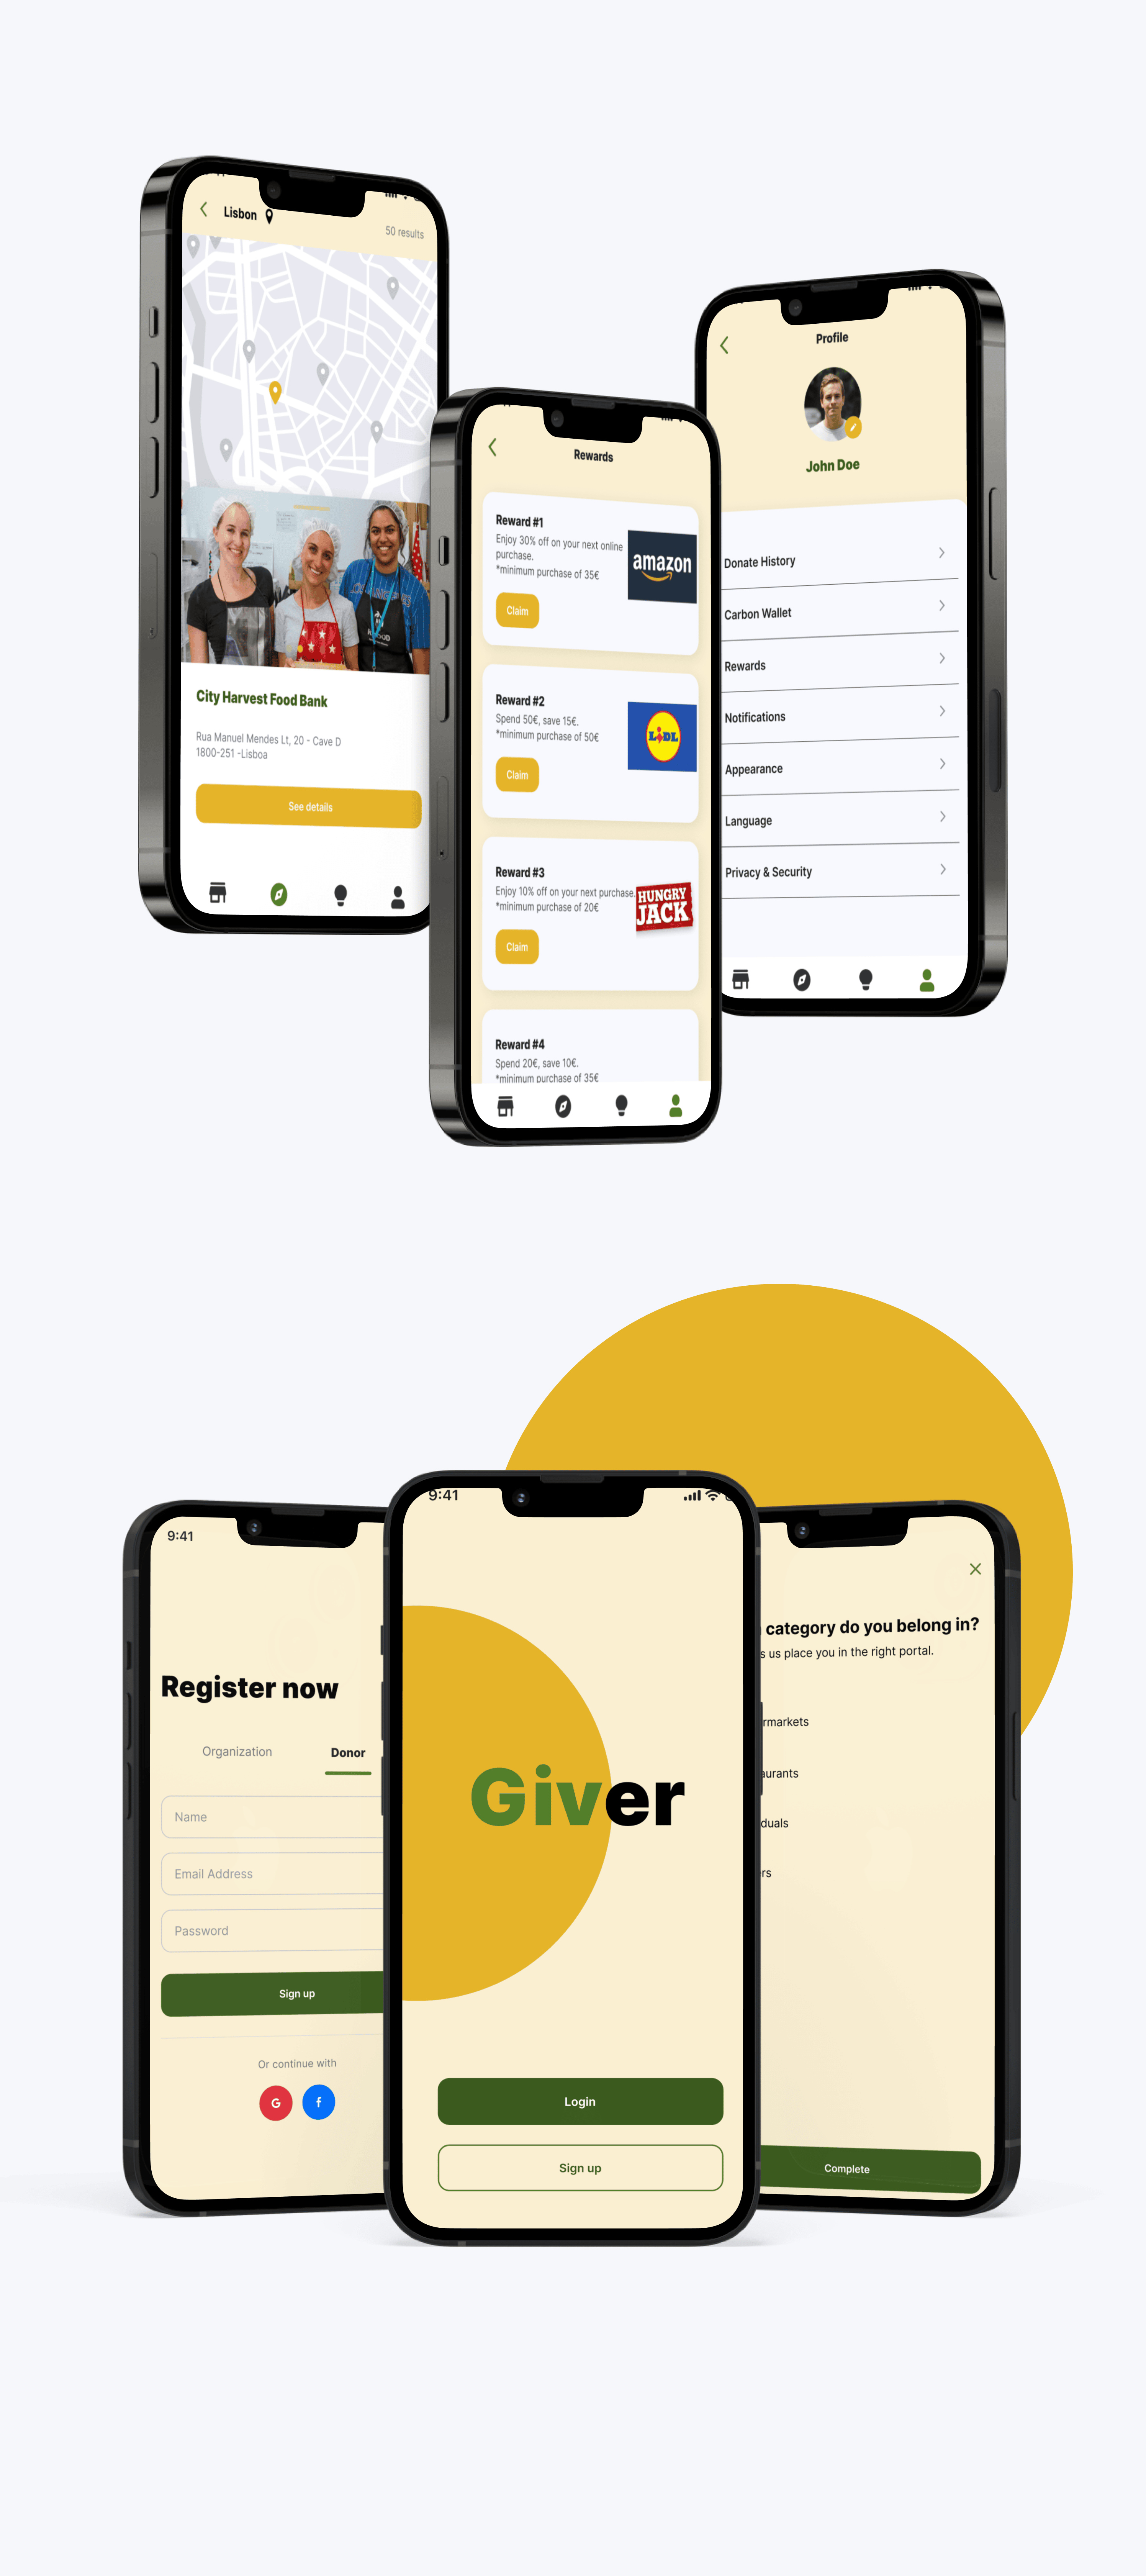 Lisbon
50 results
City Harvest Food Bank
Rua Manuel Mendes Lt, 20 - Cave D
1800-251 -Lisboa
See details
Rewards
Reward #1
Enjoy 30% off on your next online
purchase.
*minimum purchase of 35€
Claim
amazon
Reward #2
Spend 50€, save 15€.
*minimum purchase of 50€
Claim
LIDL
Reward #3
Enjoy 10% off on your next purchase.
*minimum purchase of 20€
Claim
HUNGRY
JACK
Reward #4
Spend 20€, save 10€.
*minimum purchase of 35€
Profile
John Doe
Donate History
Carbon Wallet
Rewards
Notifications
Appearance
Language
Privacy & Security
9:41
Register now
Organization
Donor
Name
Email Address
Password
Sign up
Or continue with
G
f
9:41
Giver
Login
Sign up
category do you belong in?
s us place you in the right portal.
rmarkets
aurants
duals
rs
Complete